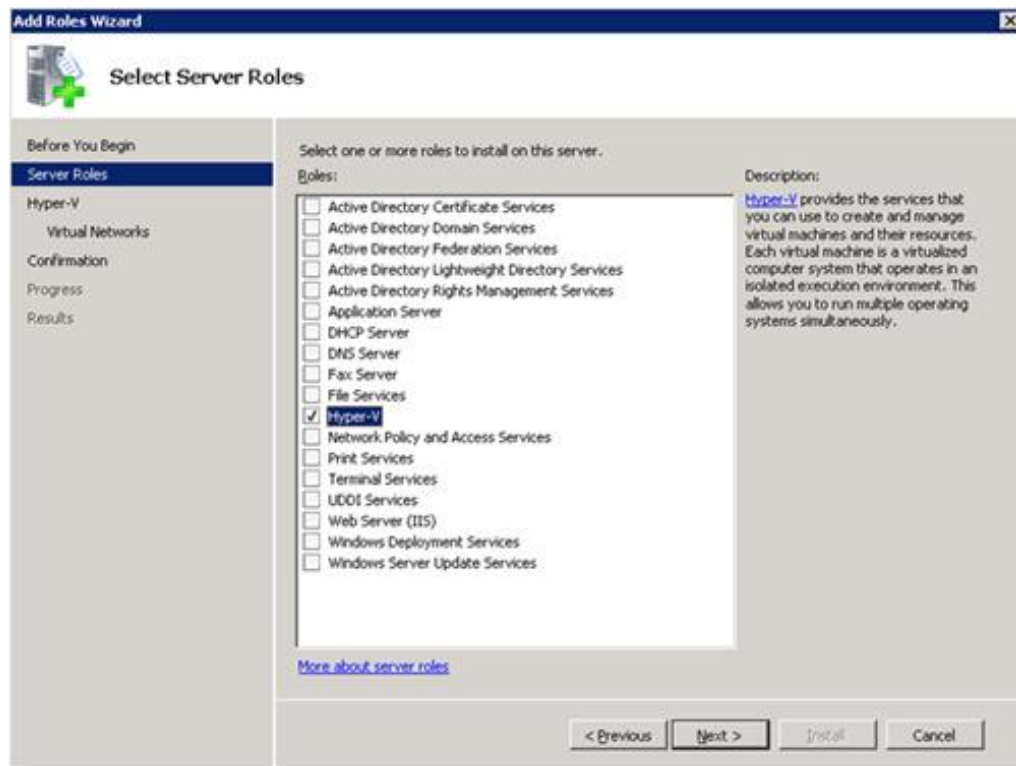 Add Roles Wizard
Select Server Roles
Before You Begin
Server Roles
Hyper-V
Virtual Networks
Confirmation
Progress
Results
Select one or more roles to install on this server.
Roles:
Active Directory Certificate Services
Active Directory Domain Services
Active Directory Federation Services
Active Directory Lightweight Directory Services
Active Directory Rights Management Services
Application Server
DHCP Server
DNS Server
Fax Server
File Services
Hyper-V
Network Policy and Access Services
Print Services
Terminal Services
UDDI Services
Web Server (IIS)
Windows Deployment Services
Windows Server Update Services
More about server roles
Description:
Hyper-V provides the services that
you can use to create and manage
virtual machines and their resources.
Each virtual machine is a virtualized
computer system that operates in an
isolated execution environment. This
allows you to run multiple operating
systems simultaneously.
< Previous
Next >
Install
Cancel